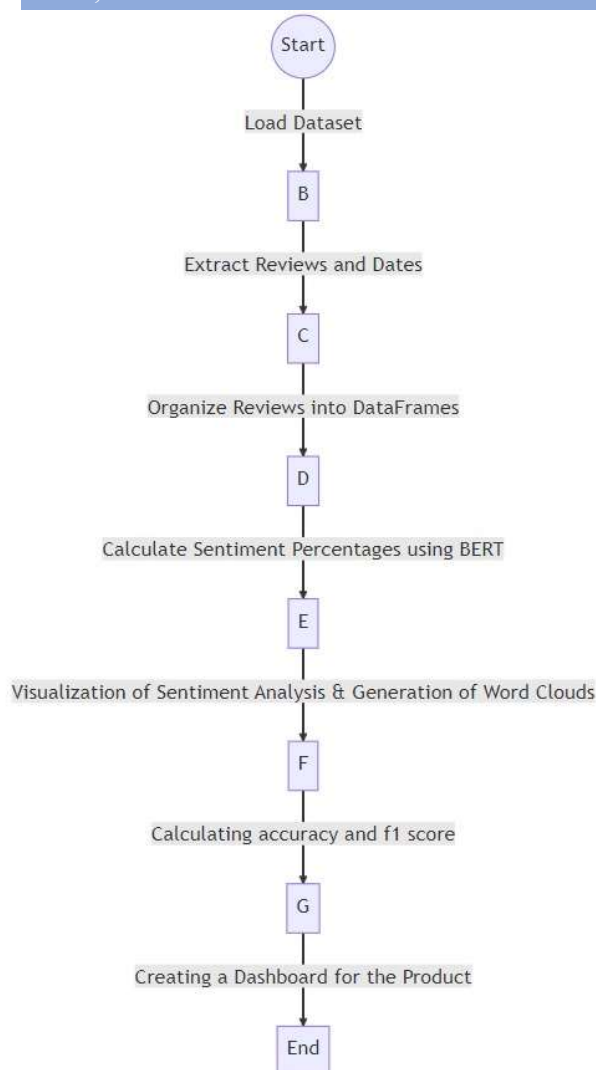 Start
Load Dataset
B
Extract Reviews and Dates
C
Organize Reviews into DataFrames
D
Calculate Sentiment Percentages using BERT
E
Visualization of Sentiment Analysis & Generation of Word Clouds
F
Calculating accuracy and f1 score
G
Creating a Dashboard for the Product
End